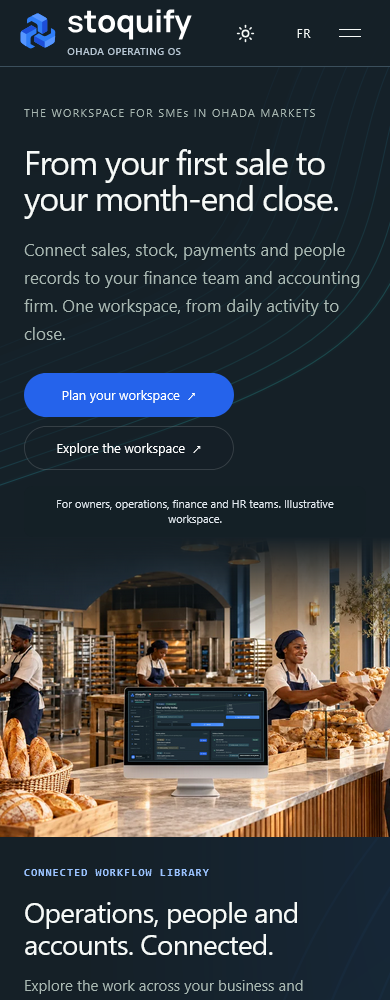 stoquify
OHADA OPERATING OS
FR
THE WORKSPACE FOR SMEs IN OHADA MARKETS
From your first sale to
your month-end close.
Connect sales, stock, payments and people
records to your finance team and accounting
firm. One workspace, from daily activity to
close.
Plan your workspace ↗
Explore the workspace ↗
For owners, operations, finance and HR teams. Illustrative
workspace.
CONNECTED WORKFLOW LIBRARY
Operations, people and
accounts. Connected.
Explore the work across your business and